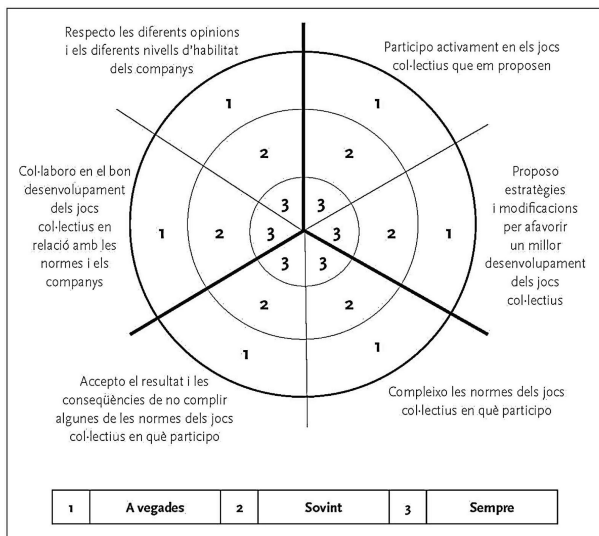 Respecto les diferents opinions
i els diferents nivells d'habilitat
dels companys
Participo activament en els jocs
col·lectius que em proposen
1
1
2
2
Col·laboro en el bon
desenvolupament
dels jocs
col·lectius en
relació amb les
normes i els
companys
Proposo
estratègies
i modificacions
per afavorir
un millor
desenvolupament
dels jocs
col·lectius
3
3
1
2
3
3
2
1
3
3
2
2
1
1
Accepto el resultat i les
conseqüències de no complir
algunes de les normes dels jocs
col·lectius en què participo
Compleixo les normes dels jocs
col·lectius en què participo
1 A vegades 2 Sovint 3 Sempre